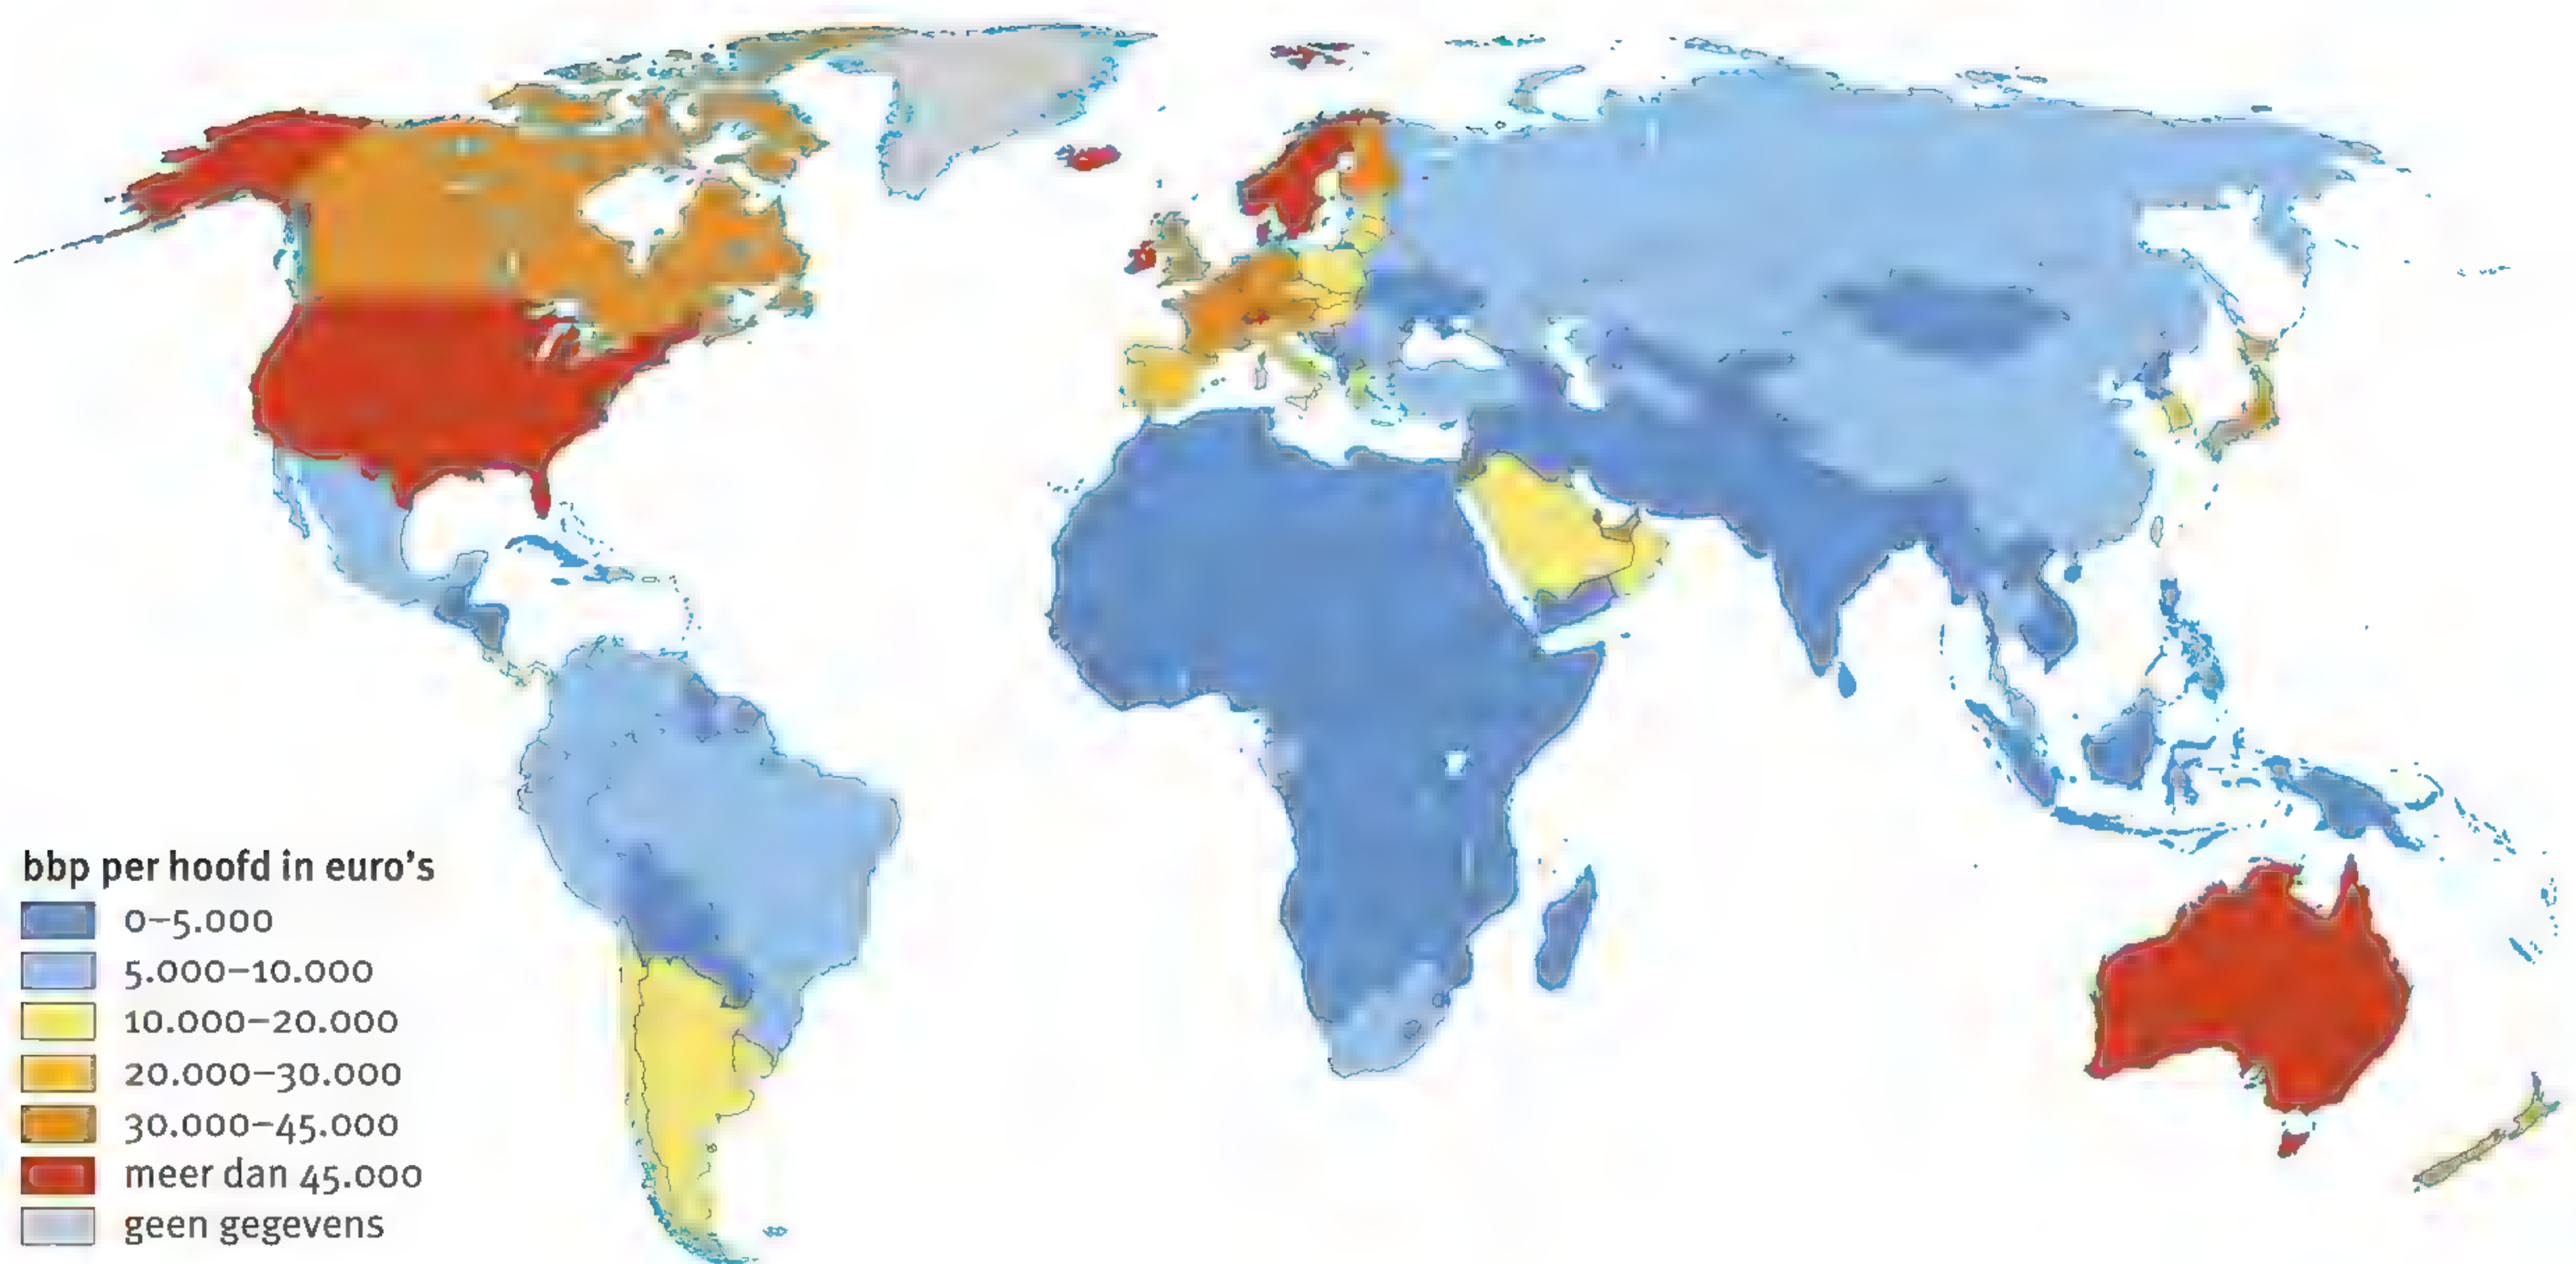 bbp per hoofd in euro's
0–5.000
5.000–10.000
10.000–20.000
20.000–30.000
30.000–45.000
meer dan 45.000
geen gegevens